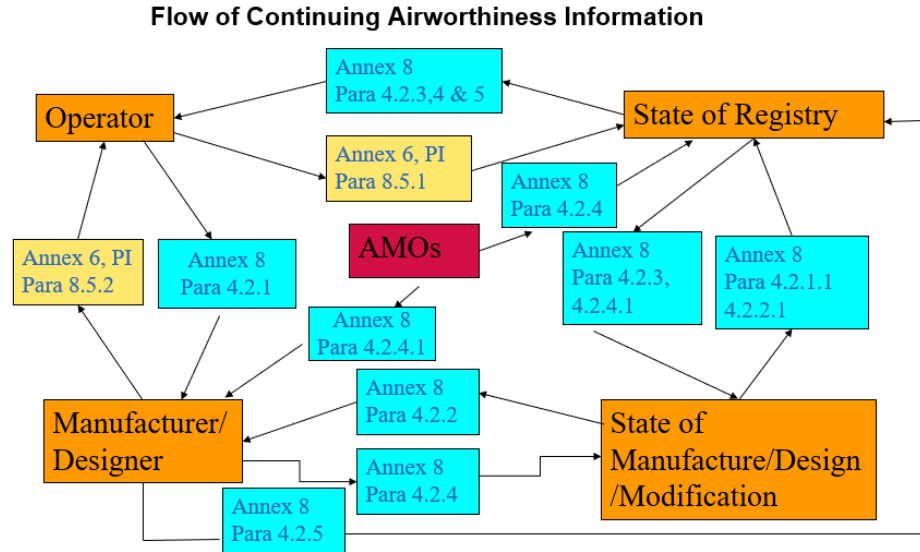 Flow of Continuing Airworthiness Information
Annex 8
Para 4.2.3,4 & 5
Operator
State of Registry
Annex 6, PI
Para 8.5.1
Annex 8
Para 4.2.4
AMOs
Annex 6, PI
Para 8.5.2
Annex 8
Para 4.2.1
Annex 8
Para 4.2.3,
4.2.4.1
Annex 8
Para 4.2.1.1
4.2.2.1
Annex 8
Para 4.2.4.1
Annex 8
Para 4.2.2
Manufacturer/
Designer
State of
Manufacture/Design
/Modification
Annex 8
Para 4.2.4
Annex 8
Para 4.2.5